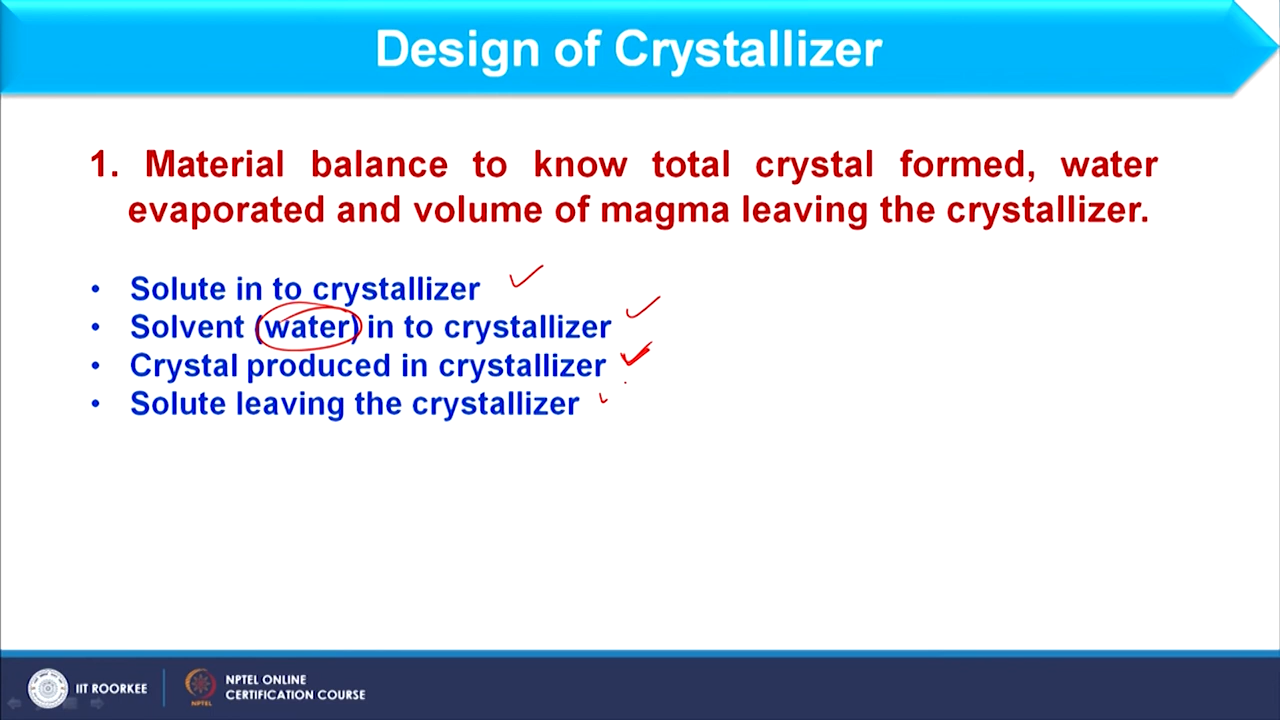 Design of Crystallizer
1. Material balance to know total crystal formed, water
evaporated and volume of magma leaving the crystallizer.
• Solute in to crystallizer
• Solvent (water) in to crystallizer
• Crystal produced in crystallizer
• Solute leaving the crystallizer
IIT ROORKEE
NPTEL
NPTEL ONLINE
CERTIFICATION COURSE